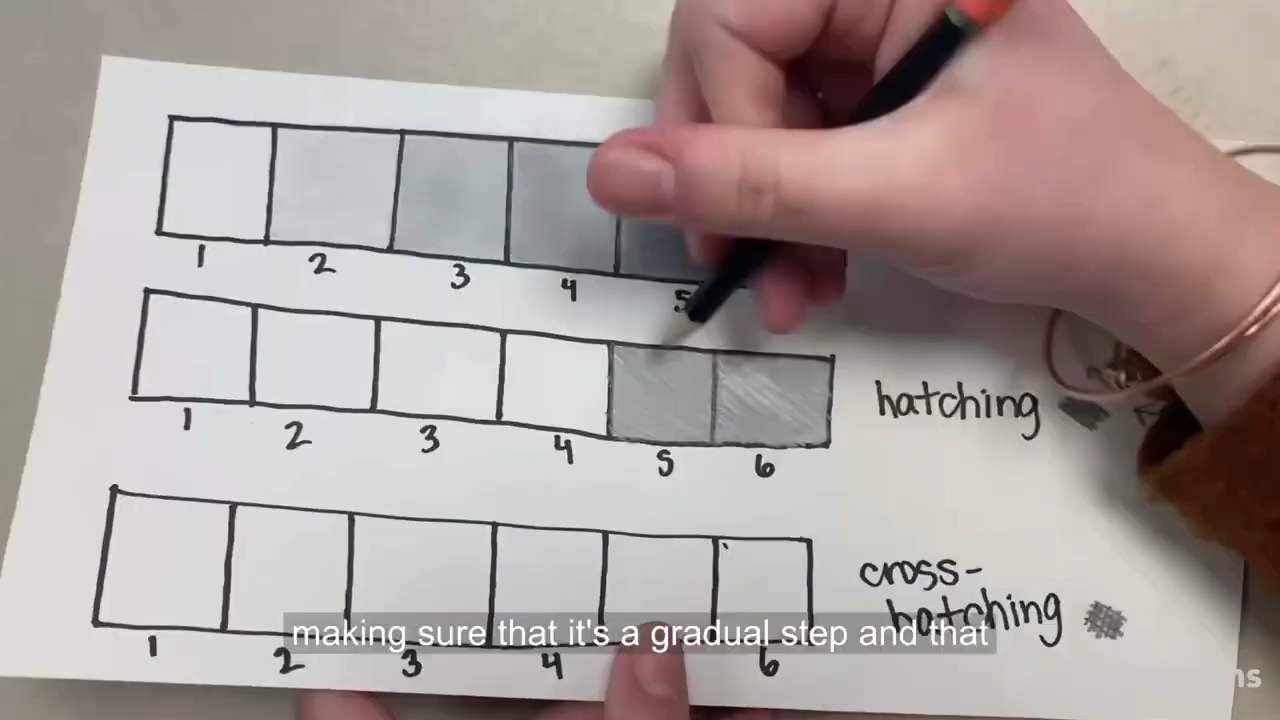 1 2 3 4 5
hatching
1 2 3 4 5 6
cross-
hatching
making sure that it's a gradual step and that
1 2 3 4 6